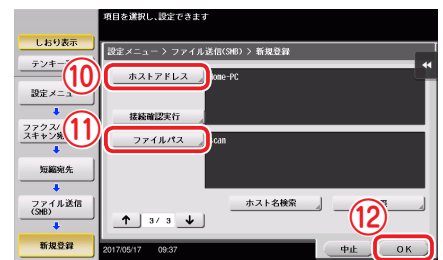 項目を選択し、設定できます
しおり表示
設定メニュー > ファイル送信(SMB) > 新規登録
テンキー
⑩
ホストアドレス
ome-PC
設定メニ
接続確認実行
ファクス/
スキャン宛
⑪
ファイルパス
scan
短縮宛先
ファイル送信
(SMB)
ホスト名検索
⑫
↑ 3/ 3 ↓
新規登録
2017/05/17 09:37
中止
OK